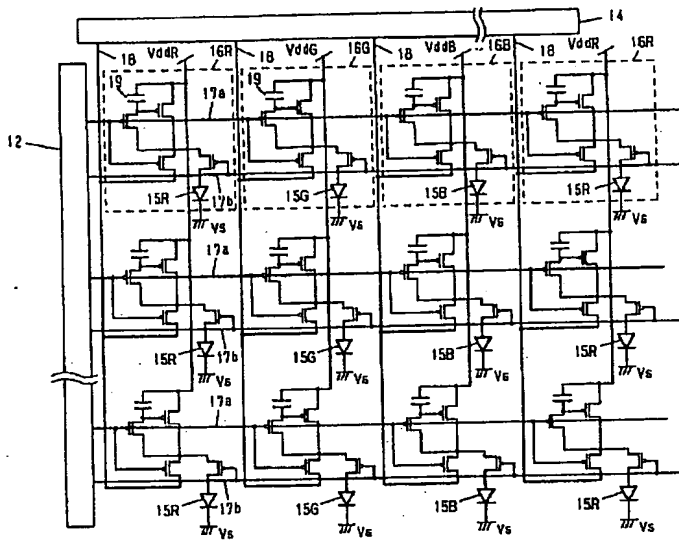 14
18 VddR 16R 18 VddG 16G 18 VddB 16B 18 VddR 16R
19 19
17a
12
15R 17b 15G 15B 15R
Vs Vs Vs Vs
17a
15R 17b 15G 15B 15R
Vs Vs Vs Vs
17a
15R 17b 15G 15B 15R
Vs Vs Vs Vs